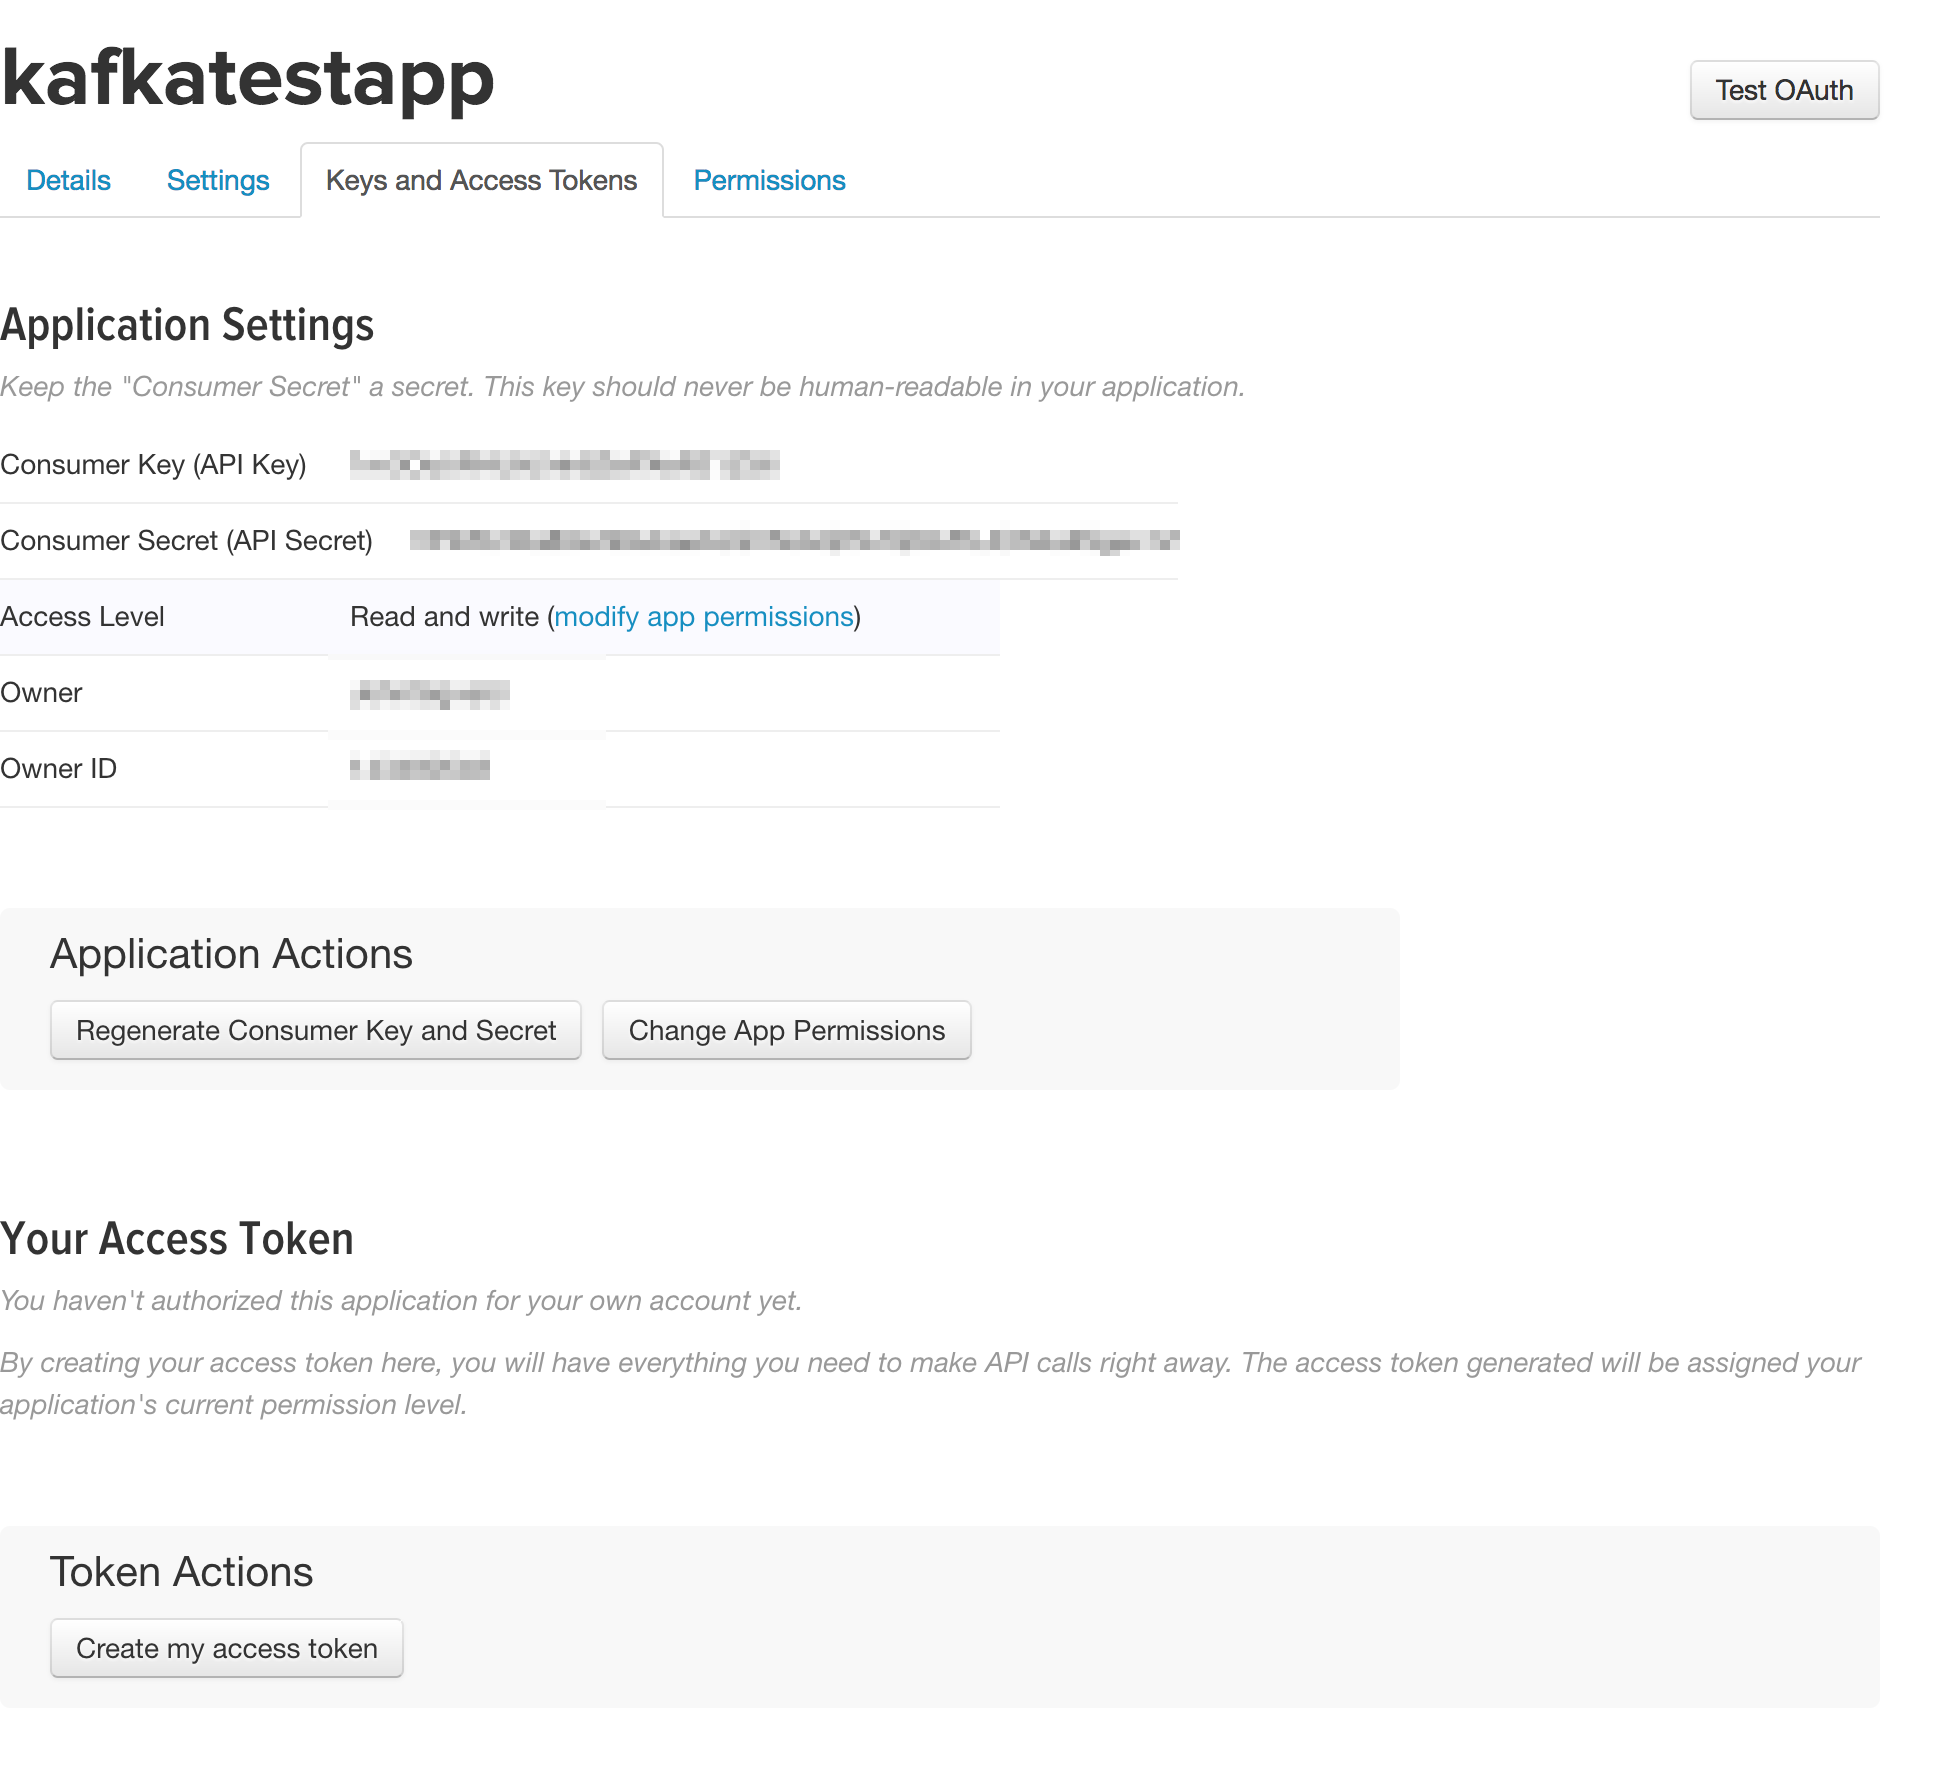 kafkatestapp
Test OAuth
Details Settings Keys and Access Tokens Permissions
Application Settings
Keep the "Consumer Secret" a secret. This key should never be human-readable in your application.
Consumer Key (API Key)
Consumer Secret (API Secret)
Access Level Read and write (modify app permissions)
Owner
Owner ID
Application Actions
Regenerate Consumer Key and Secret Change App Permissions
Your Access Token
You haven't authorized this application for your own account yet.
By creating your access token here, you will have everything you need to make API calls right away. The access token generated will be assigned your
application's current permission level.
Token Actions
Create my access token